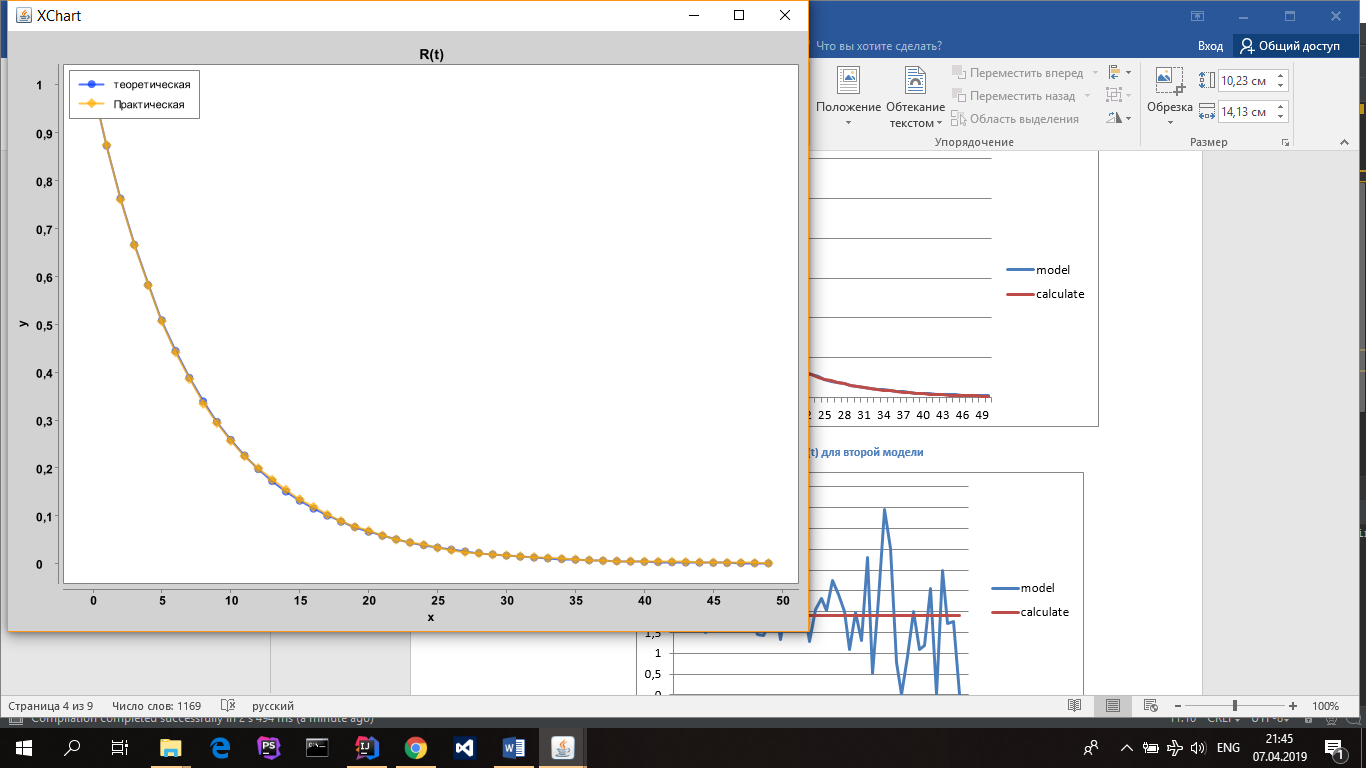 XChart
R(t)
теоретическая
Практическая
1
0,9
0,8
0,7
0,6
0,5
0,4
0,3
0,2
0,1
0
y
0 5 10 15 20 25 30 35 40 45 50
x
Что вы хотите сделать?
Вход
Общий доступ
Положение
Обтекание
текстом
Переместить вперед
Переместить назад
Область выделения
Упорядочение
Обрезка
10,23 см
14,13 см
Размер
model
calculate
25 28 31 34 37 40 43 46 49
(t) для второй модели
model
calculate
1,5
1
0,5
0
Страница 4 из 9
Число слов: 1169
русский
100%
Compilation completed successfully in 2 s 494 ms (a minute ago)
ENG
21:45
07.04.2019
1